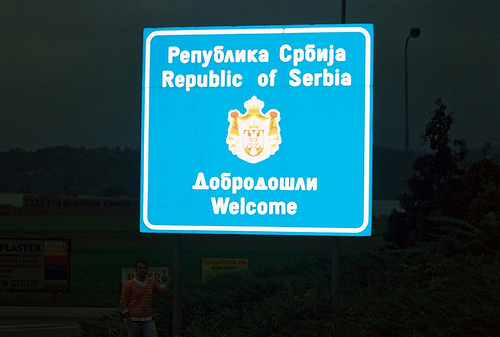 Република Србија
Republic of Serbia
Добродошли
Welcome
PLASTER